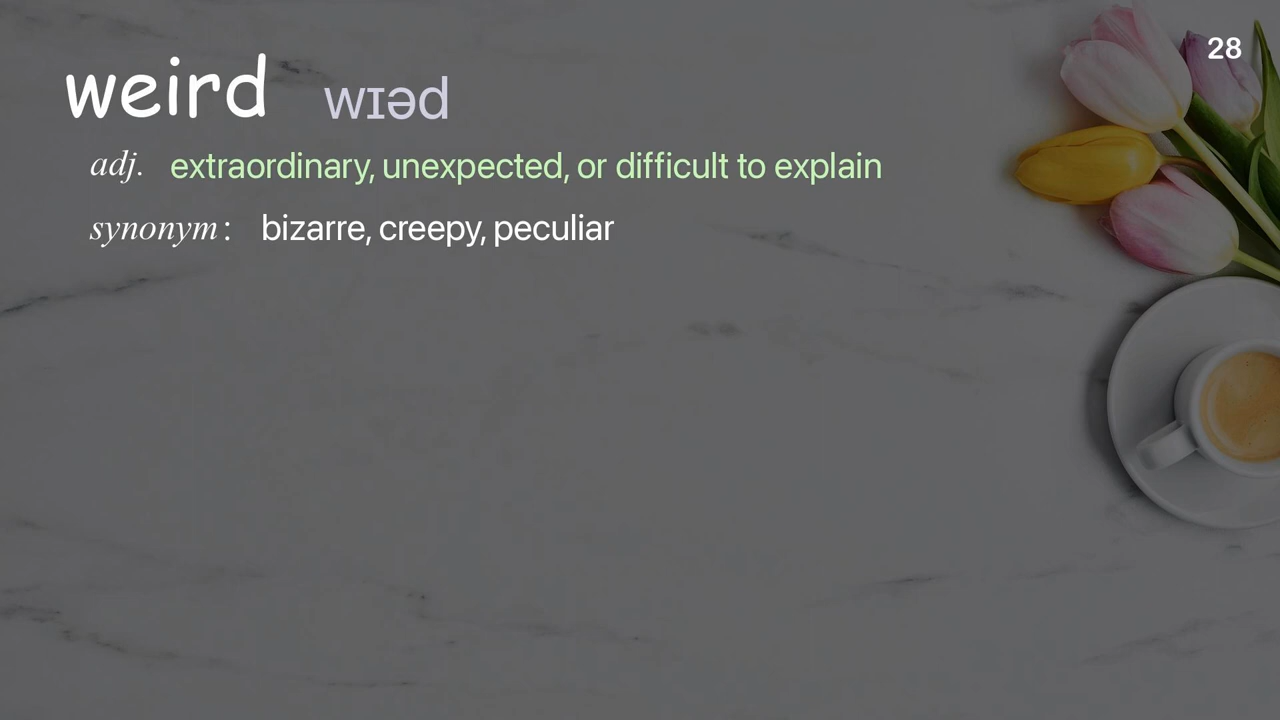 28
weird wɪəd
adj. extraordinary, unexpected, or difficult to explain
synonym : bizarre, creepy, peculiar